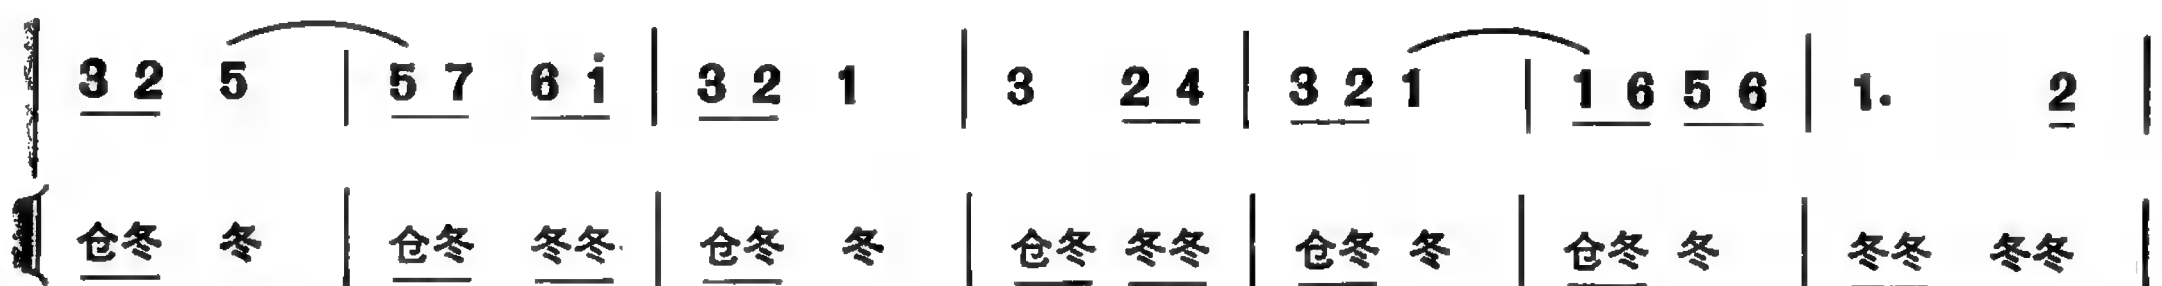 3 2 5 | 5 7 6 i | 3 2 1 | 3 2 4 | 3 2 1 | 1 6 5 6 | 1. 2 |
仓冬 冬 | 仓冬 冬冬 | 仓冬 冬 | 仓冬 冬冬 | 仓冬 冬 | 仓冬 冬 | 冬冬 冬冬 |